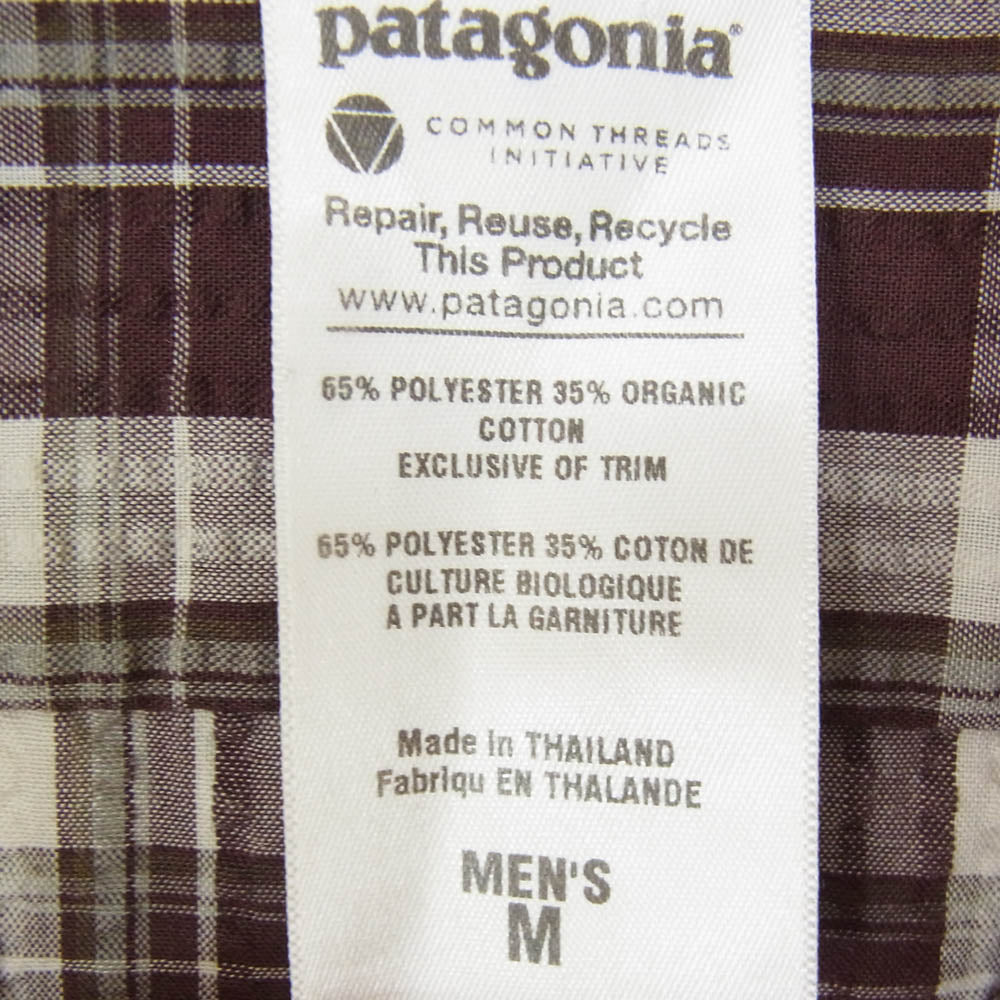 patagonia®
COMMON THREADS
INITIATIVE
Repair, Reuse, Recycle
This Product
www.patagonia.com
65% POLYESTER 35% ORGANIC
COTTON
EXCLUSIVE OF TRIM
65% POLYESTER 35% COTON DE
CULTURE BIOLOGIQUE
A PART LA GARNITURE
Made in THAILAND
Fabriqu EN THALANDE
MEN'S
M